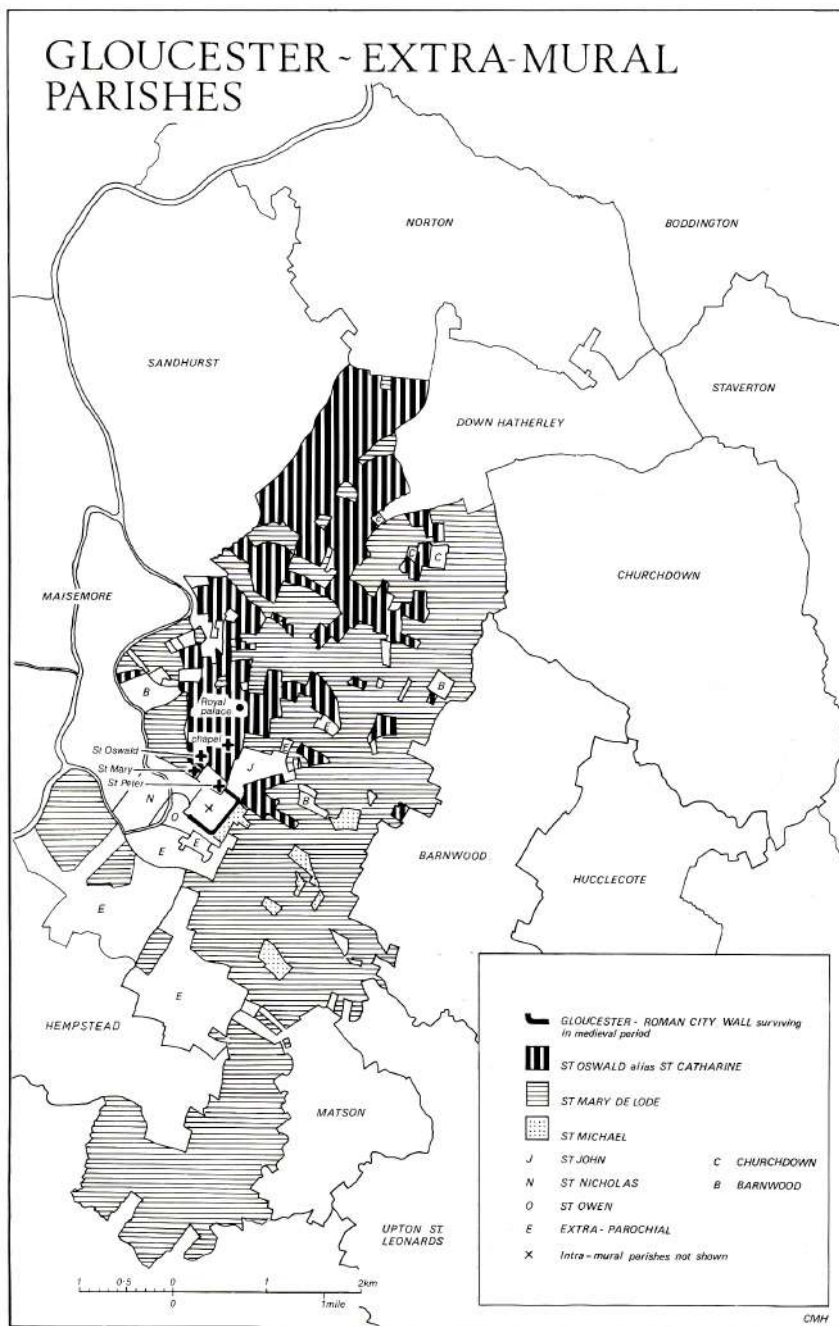 GLOUCESTER ~ EXTRA-MURAL
PARISHES
NORTON
BODDINGTON
SANDHURST
STAVERTON
DOWN HATHERLEY
C
C
C
CHURCHDOWN
MAISEMORE
B
B
Royal
palace
chapel
St Oswald
St Mary
St Peter
J
E
E
B
N
O
X
E
E
BARNWOOD
HUCCLECOTE
E
E
HEMPSTEAD
B
MATSON
UPTON ST.
LEONARDS
GLOUCESTER - ROMAN CITY WALL surviving
in medieval period
ST OSWALD alias ST CATHARINE
ST MARY DE LODE
ST MICHAEL
J ST JOHN C CHURCHDOWN
N ST NICHOLAS B BARNWOOD
O ST OWEN
E EXTRA-PAROCHIAL
X Intra-mural parishes not shown
1 0·5 0 1 2km
0 1mile
CMH